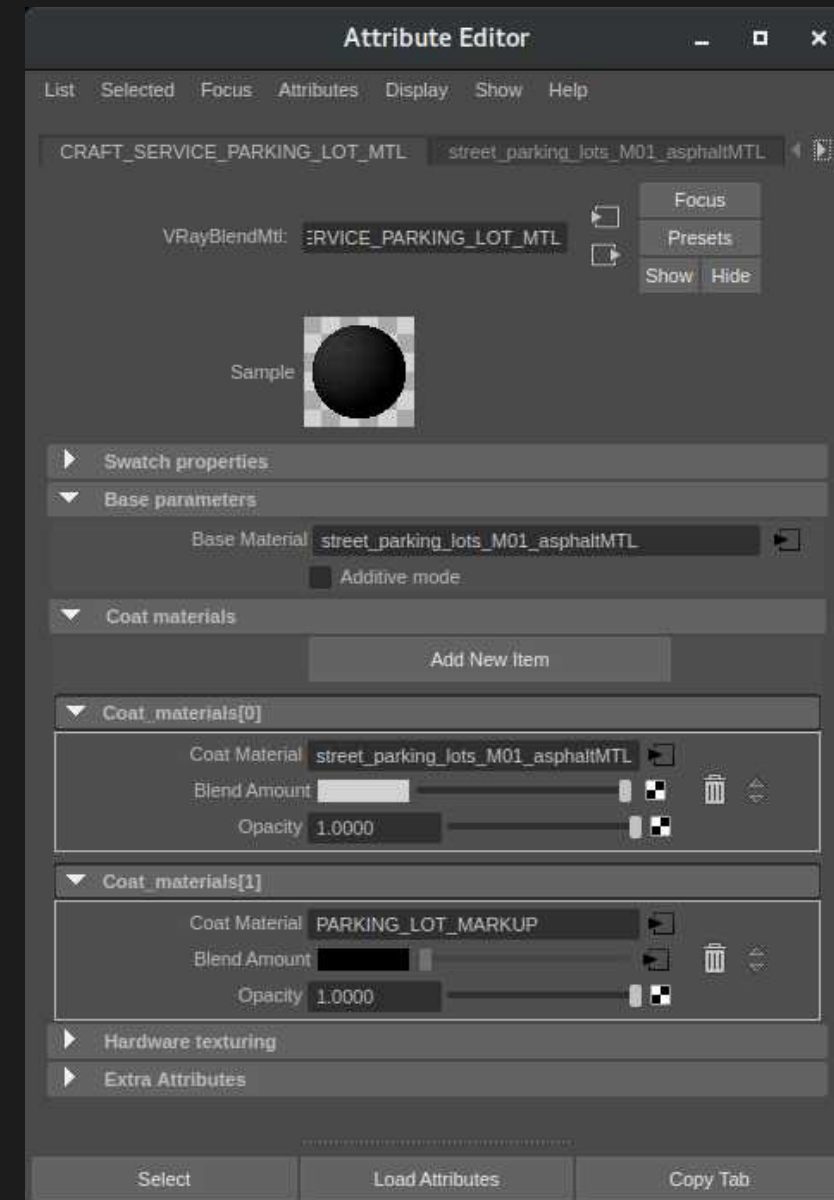 Attribute Editor
List Selected Focus Attributes Display Show Help
CRAFT_SERVICE_PARKING_LOT_MTL street_parking_lots_M01_asphaltMTL
Focus
VRayBlendMtl: ERVICE_PARKING_LOT_MTL Presets
Show Hide
Sample
Swatch properties
Base parameters
Base Material street_parking_lots_M01_asphaltMTL
Additive mode
Coat materials
Add New Item
Coat_materials[0]
Coat Material street_parking_lots_M01_asphaltMTL
Blend Amount
Opacity 1.0000
Coat_materials[1]
Coat Material PARKING_LOT_MARKUP
Blend Amount
Opacity 1.0000
Hardware texturing
Extra Attributes
Select Load Attributes Copy Tab